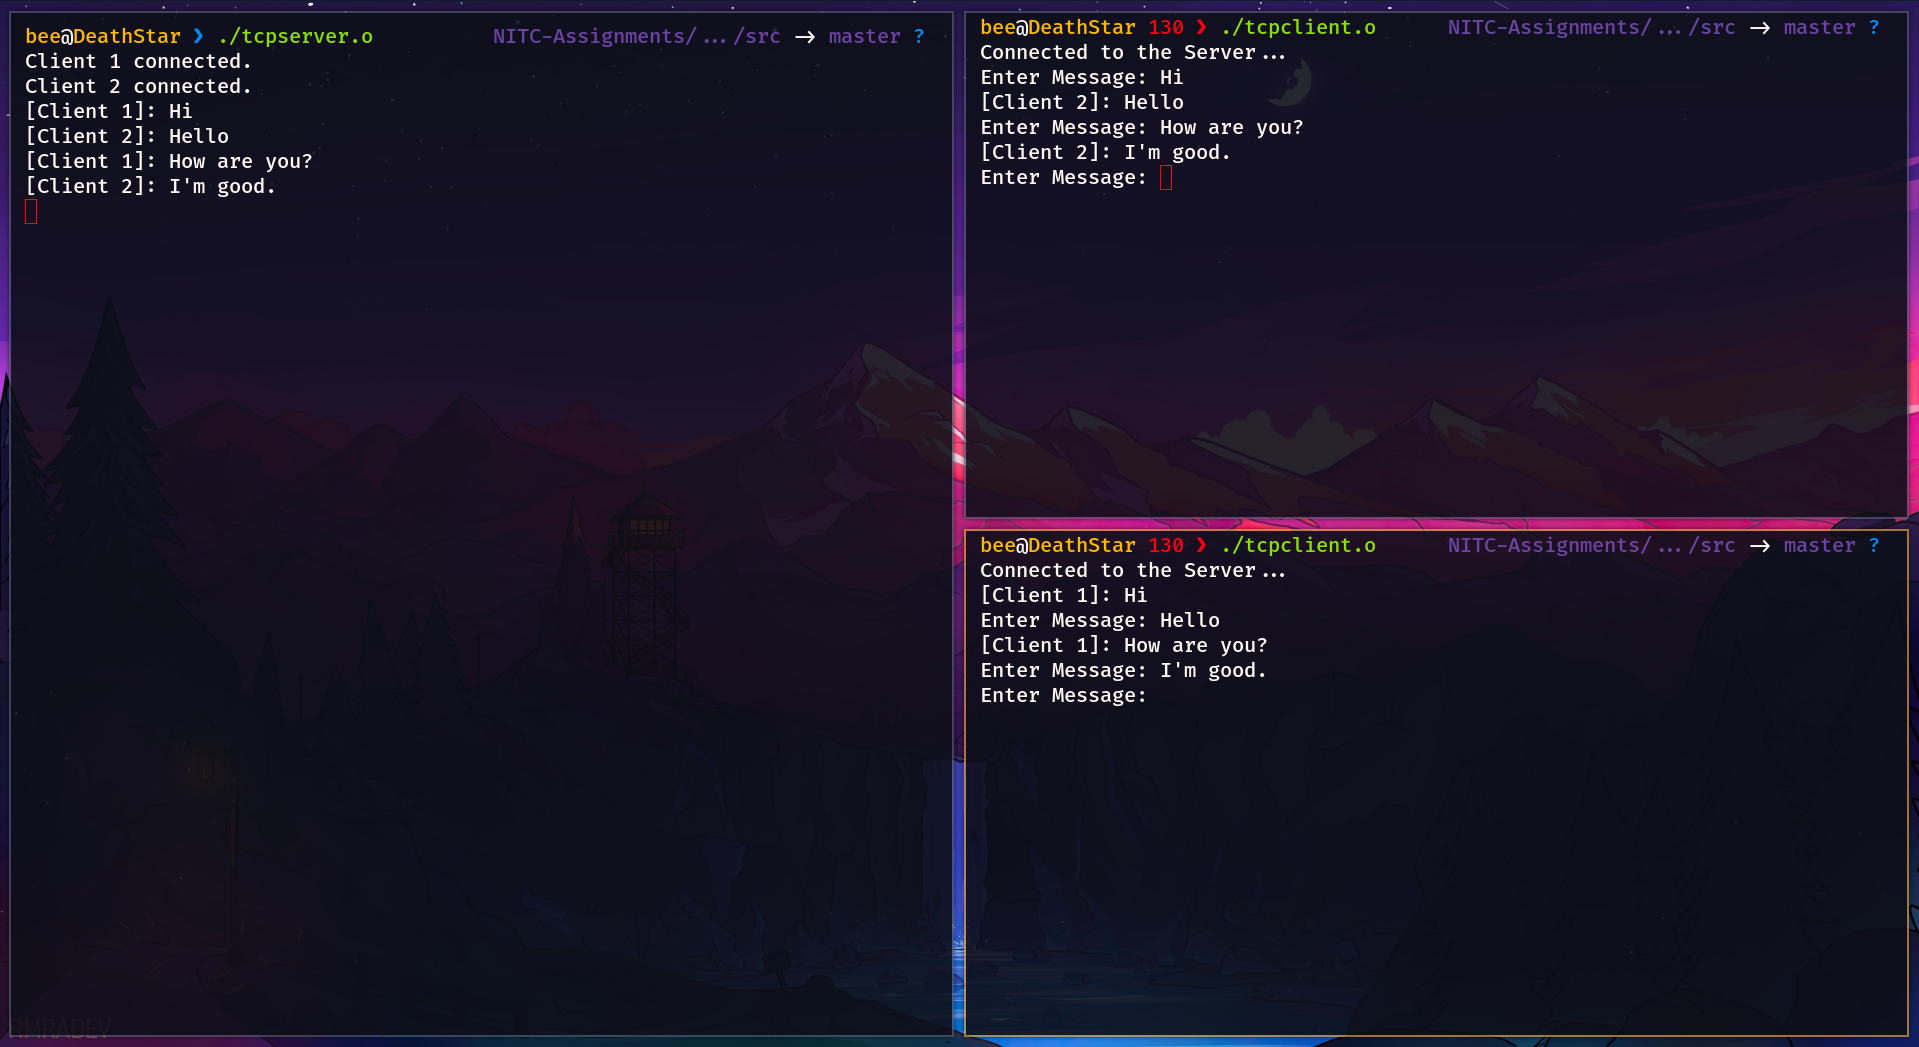 bee@DeathStar ❯ ./tcpserver.o NITC-Assignments/.../src → master ?
Client 1 connected.
Client 2 connected.
[Client 1]: Hi
[Client 2]: Hello
[Client 1]: How are you?
[Client 2]: I'm good.
bee@DeathStar 130 ❯ ./tcpclient.o NITC-Assignments/.../src → master ?
Connected to the Server...
Enter Message: Hi
[Client 2]: Hello
Enter Message: How are you?
[Client 2]: I'm good.
Enter Message:
bee@DeathStar 130 ❯ ./tcpclient.o NITC-Assignments/.../src → master ?
Connected to the Server...
[Client 1]: Hi
Enter Message: Hello
[Client 1]: How are you?
Enter Message: I'm good.
Enter Message:
RMRADEV